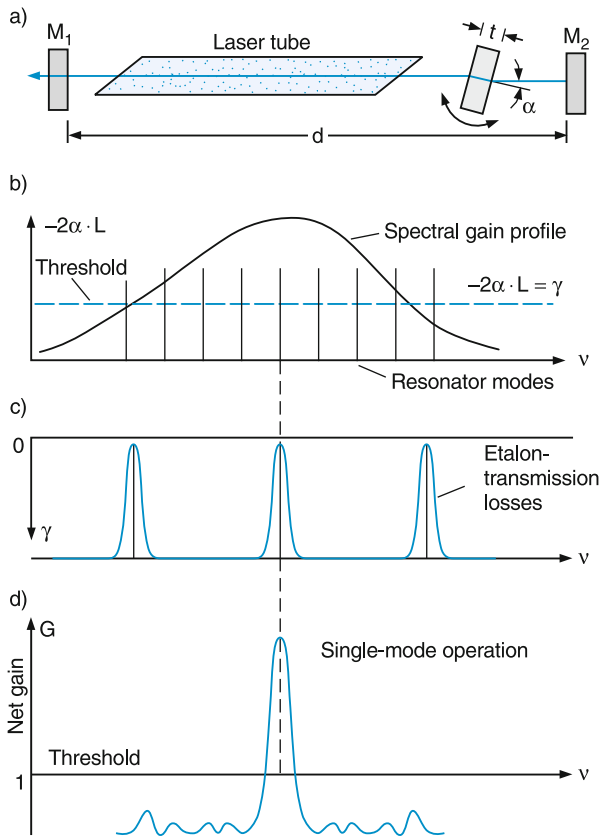 a)
M₁
Laser tube
t
M₂
α
d
b)
−2α · L
Spectral gain profile
Threshold
−2α · L = γ
Resonator modes
ν
c)
0
Etalon-
transmission
losses
γ
ν
d)
G
Single-mode operation
Net gain
Threshold
1
ν